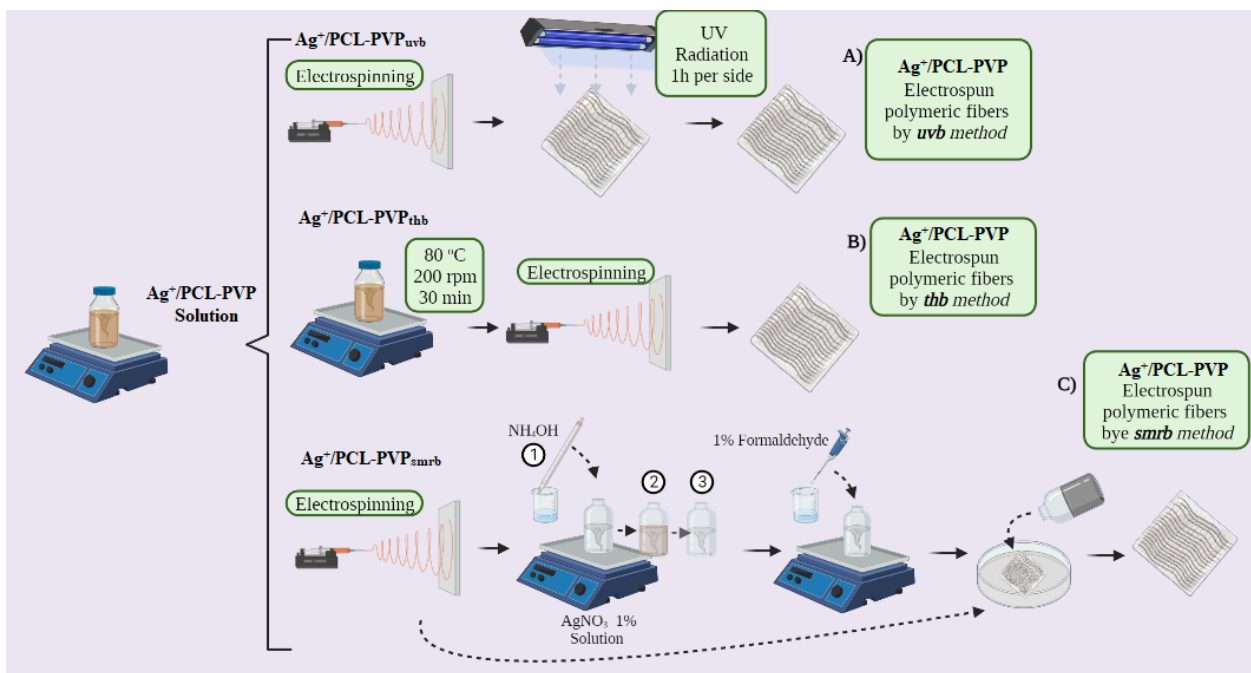 Ag⁺/PCL-PVP
Solution
Ag⁺/PCL-PVPuvb
Electrospinning
UV
Radiation
1h per side
A)
Ag⁺/PCL-PVP
Electrospun
polymeric fibers
by uvb method
Ag⁺/PCL-PVPthb
80 °C
200 rpm
30 min
Electrospinning
B)
Ag⁺/PCL-PVP
Electrospun
polymeric fibers
by thb method
Ag⁺/PCL-PVPsmrb
Electrospinning
NH₄OH
1
2
3
AgNO₃ 1%
Solution
1% Formaldehyde
C)
Ag⁺/PCL-PVP
Electrospun
polymeric fibers
bye smrb method